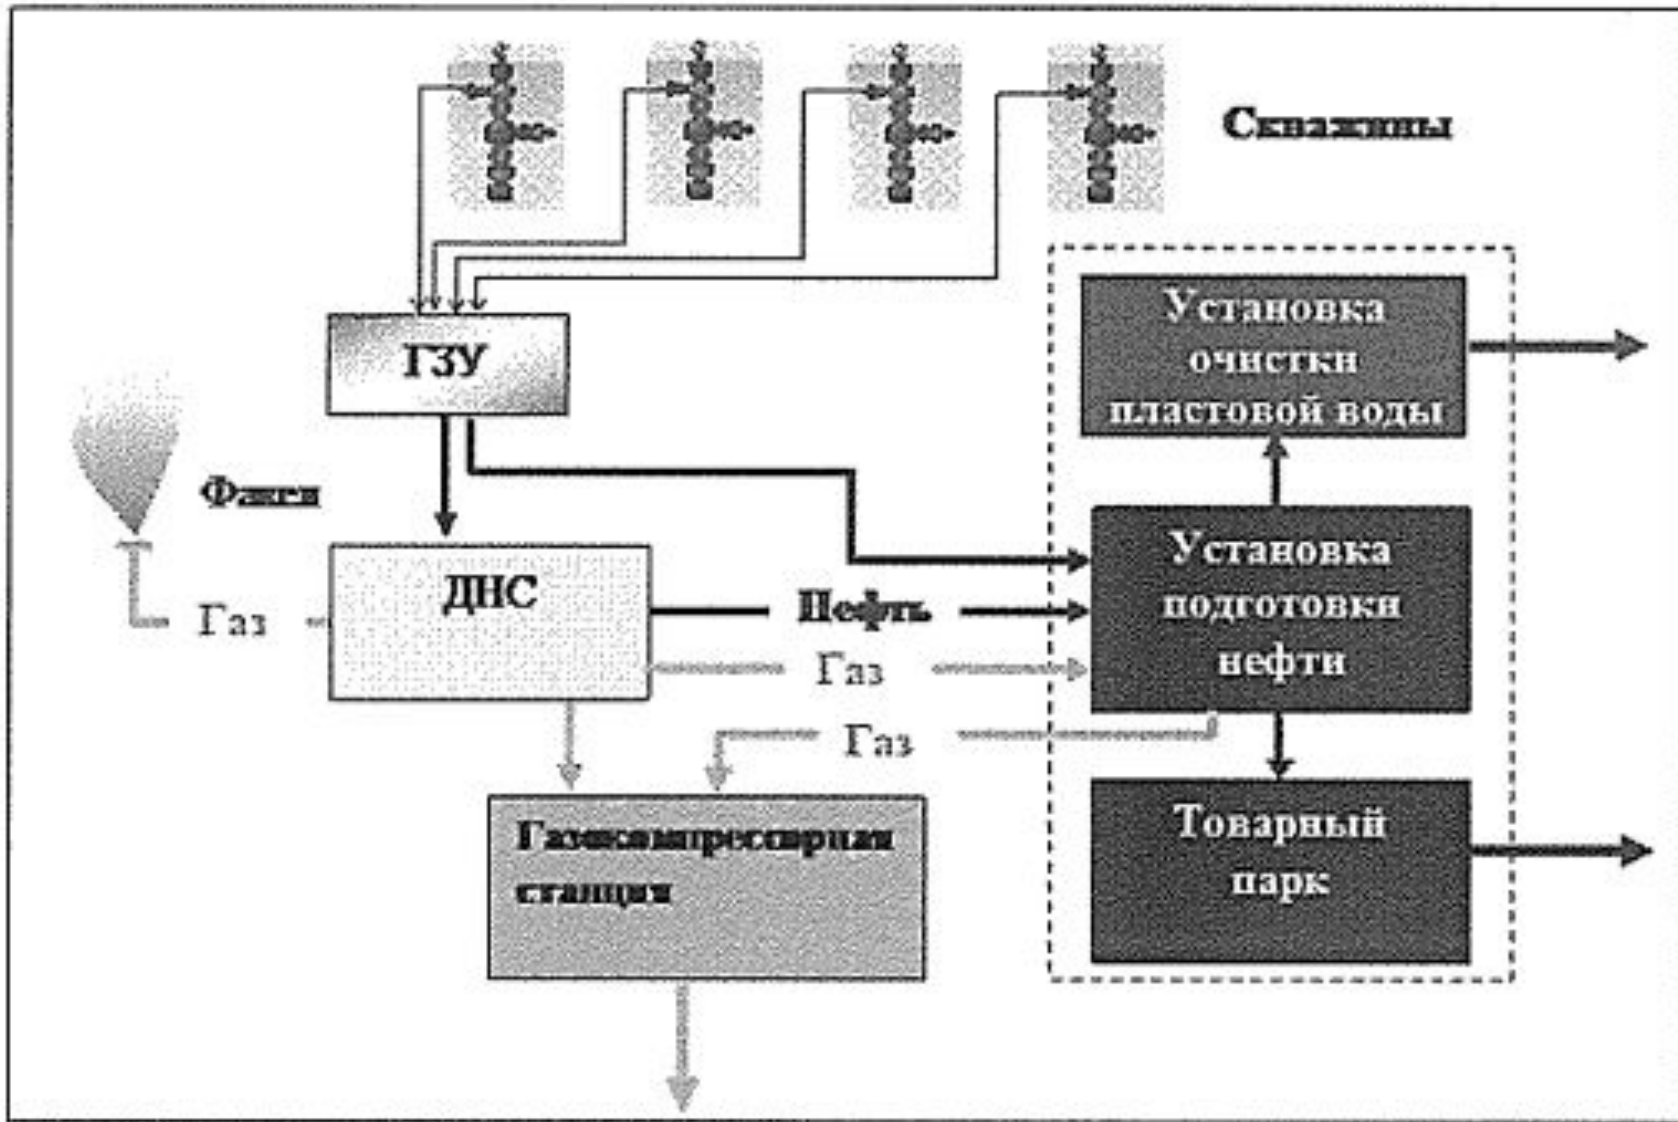 Скважины
ГЗУ
Установка
очистки
пластовой воды
Факел
ДНС
Газ
Нефть
Газ
Газ
Установка
подготовки
нефти
Газокомпрессорная
станция
Товарный
парк